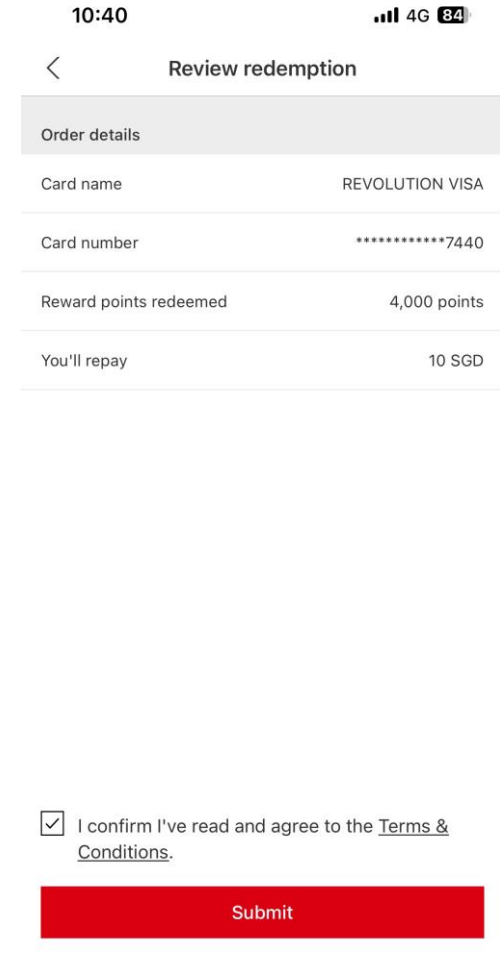 10:40 4G 84
Review redemption
Order details
Card name REVOLUTION VISA
Card number ************7440
Reward points redeemed 4,000 points
You'll repay 10 SGD
I confirm I've read and agree to the Terms &
Conditions.
Submit